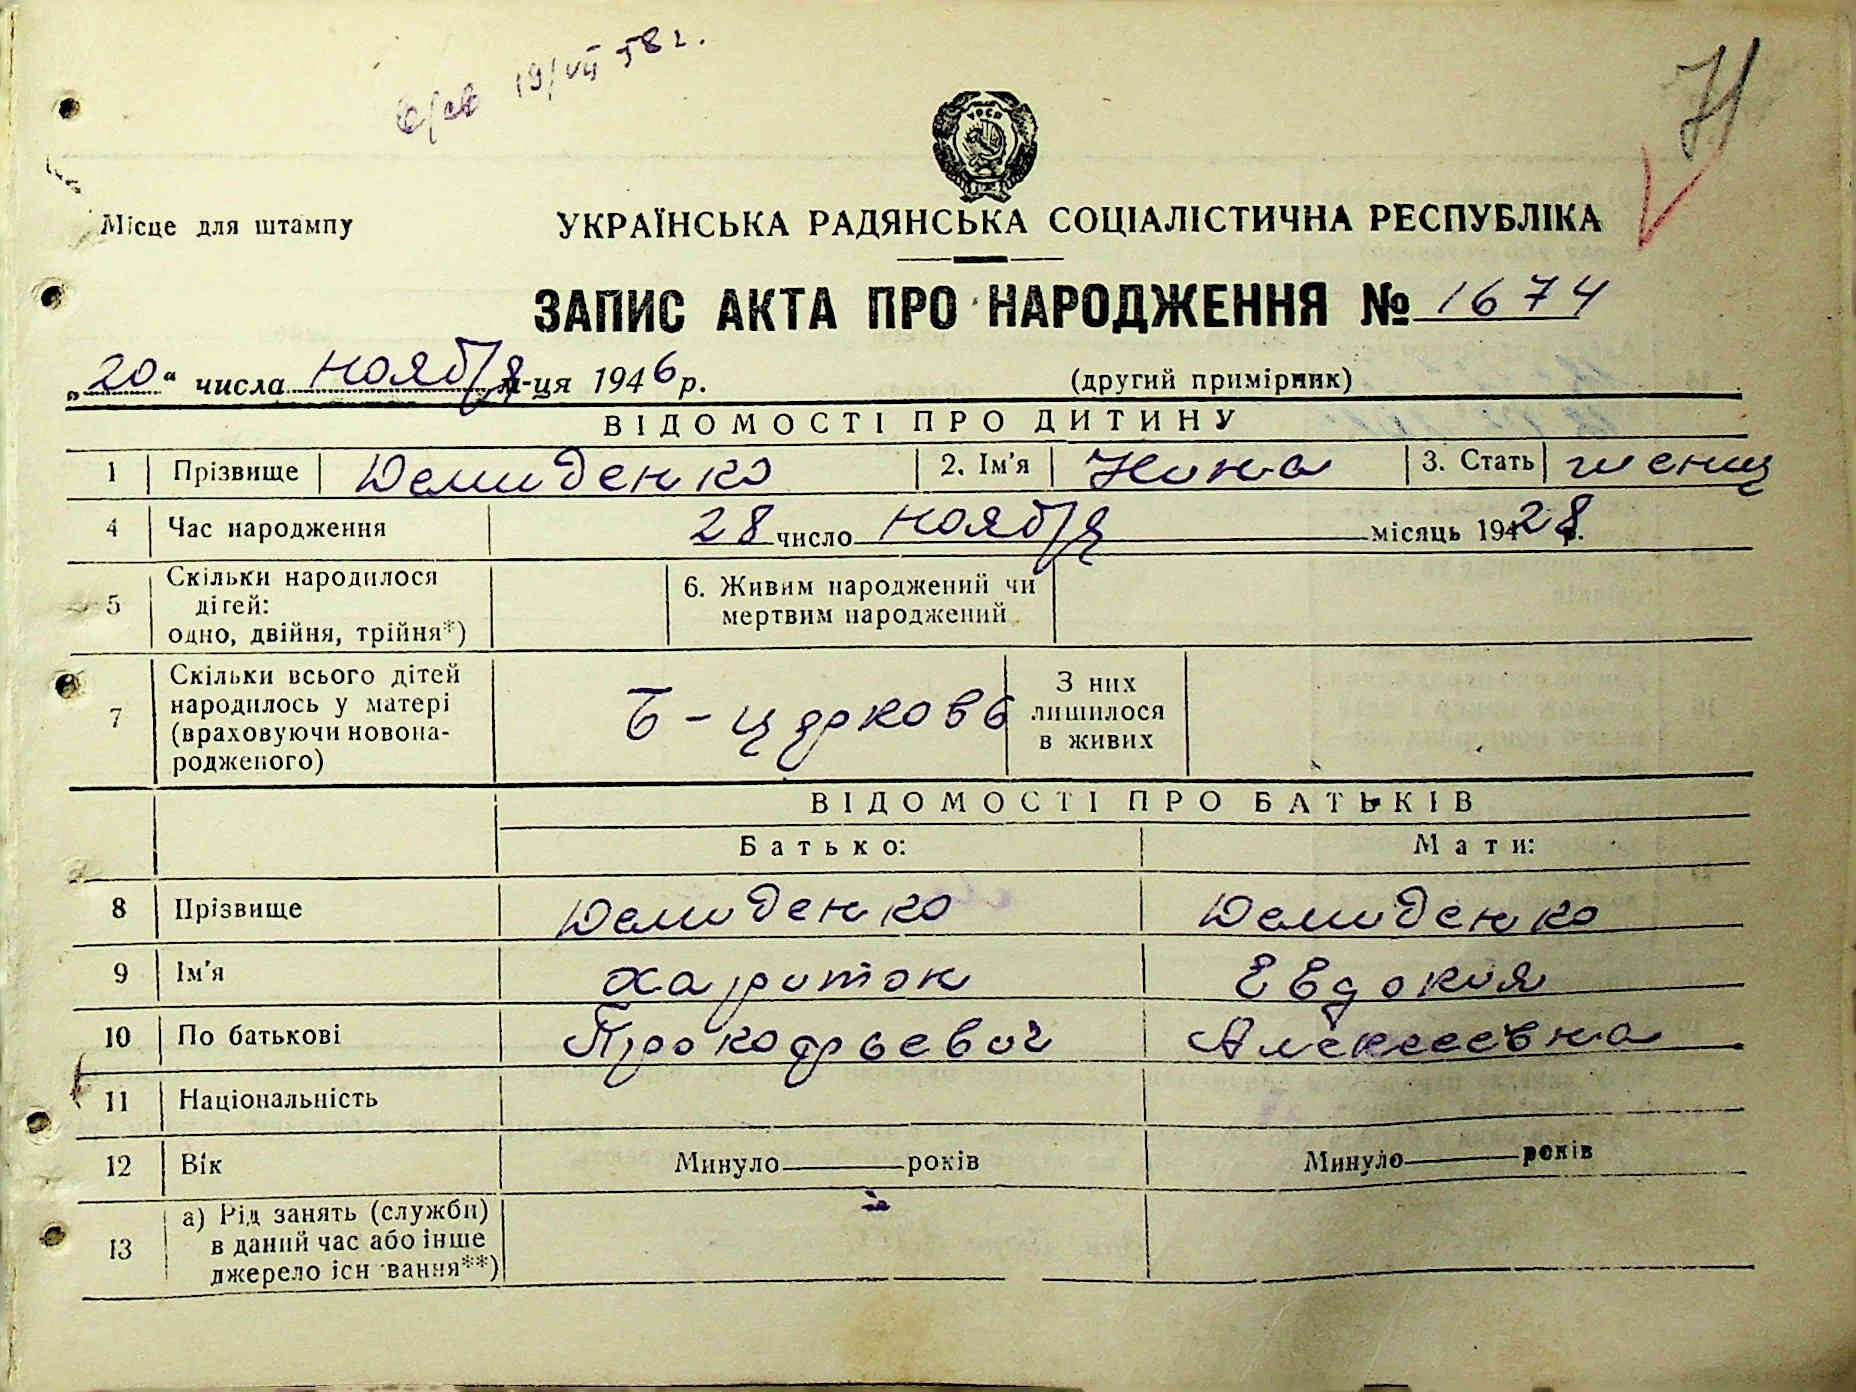 19/VII 58 г.
УРСР
Місце для штампу
УКРАЇНСЬКА РАДЯНСЬКА СОЦІАЛІСТИЧНА РЕСПУБЛІКА
ЗАПИС АКТА ПРО НАРОДЖЕННЯ № 1674
„20“ числа ноября м-ця 1946 р. (другий примірник)
ВІДОМОСТІ ПРО ДИТИНУ
1 Прізвище Демиденко 2. Ім'я Нина 3. Стать женщ
4 Час народження 28 число ноября місяць 194 28 р.
5 Скільки народилося дітей: одно, двійня, трійня*) 6. Живим народжений чи мертвим народжений
7 Скільки всього дітей народилось у матері (враховуючи новонародженого) Б-церковь З них лишилося в живих
ВІДОМОСТІ ПРО БАТЬКІВ
Батько: Мати:
8 Прізвище Демиденко Демиденко
9 Ім'я Харитон Евдокия
10 По батькові Прокофьевич Алексеевна
11 Національність
12 Вік Минуло — років Минуло — років
13 а) Рід занять (служби) в даний час або інше джерело існування**)